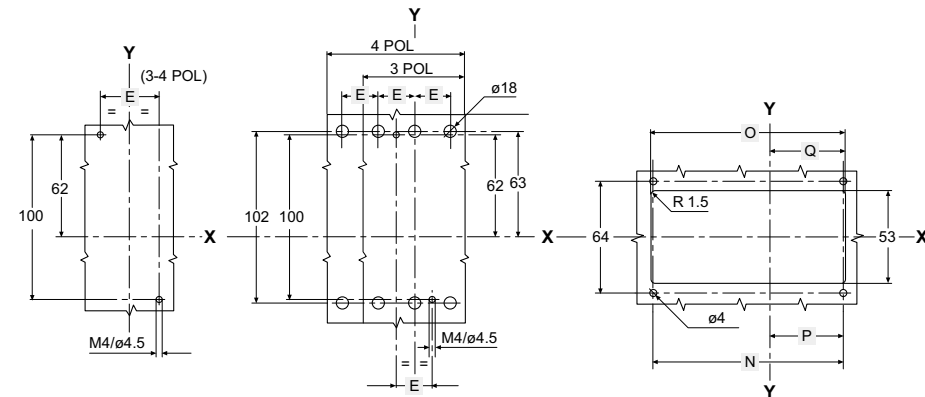 Y
(3-4 POL)
E
= =
62
100
X
M4/ø4.5
Y
4 POL
3 POL
E E E
ø18
102
100
62
63
X
M4/ø4.5
= =
E
Y
O
Q
R 1.5
64
53
X
ø4
P
N
Y